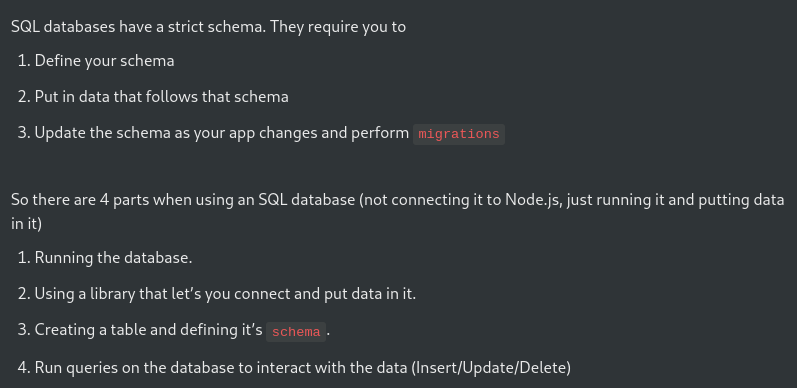 SQL databases have a strict schema. They require you to
1. Define your schema
2. Put in data that follows that schema
3. Update the schema as your app changes and perform migrations
So there are 4 parts when using an SQL database (not connecting it to Node.js, just running it and putting data
in it)
1. Running the database.
2. Using a library that let’s you connect and put data in it.
3. Creating a table and defining it’s schema.
4. Run queries on the database to interact with the data (Insert/Update/Delete)